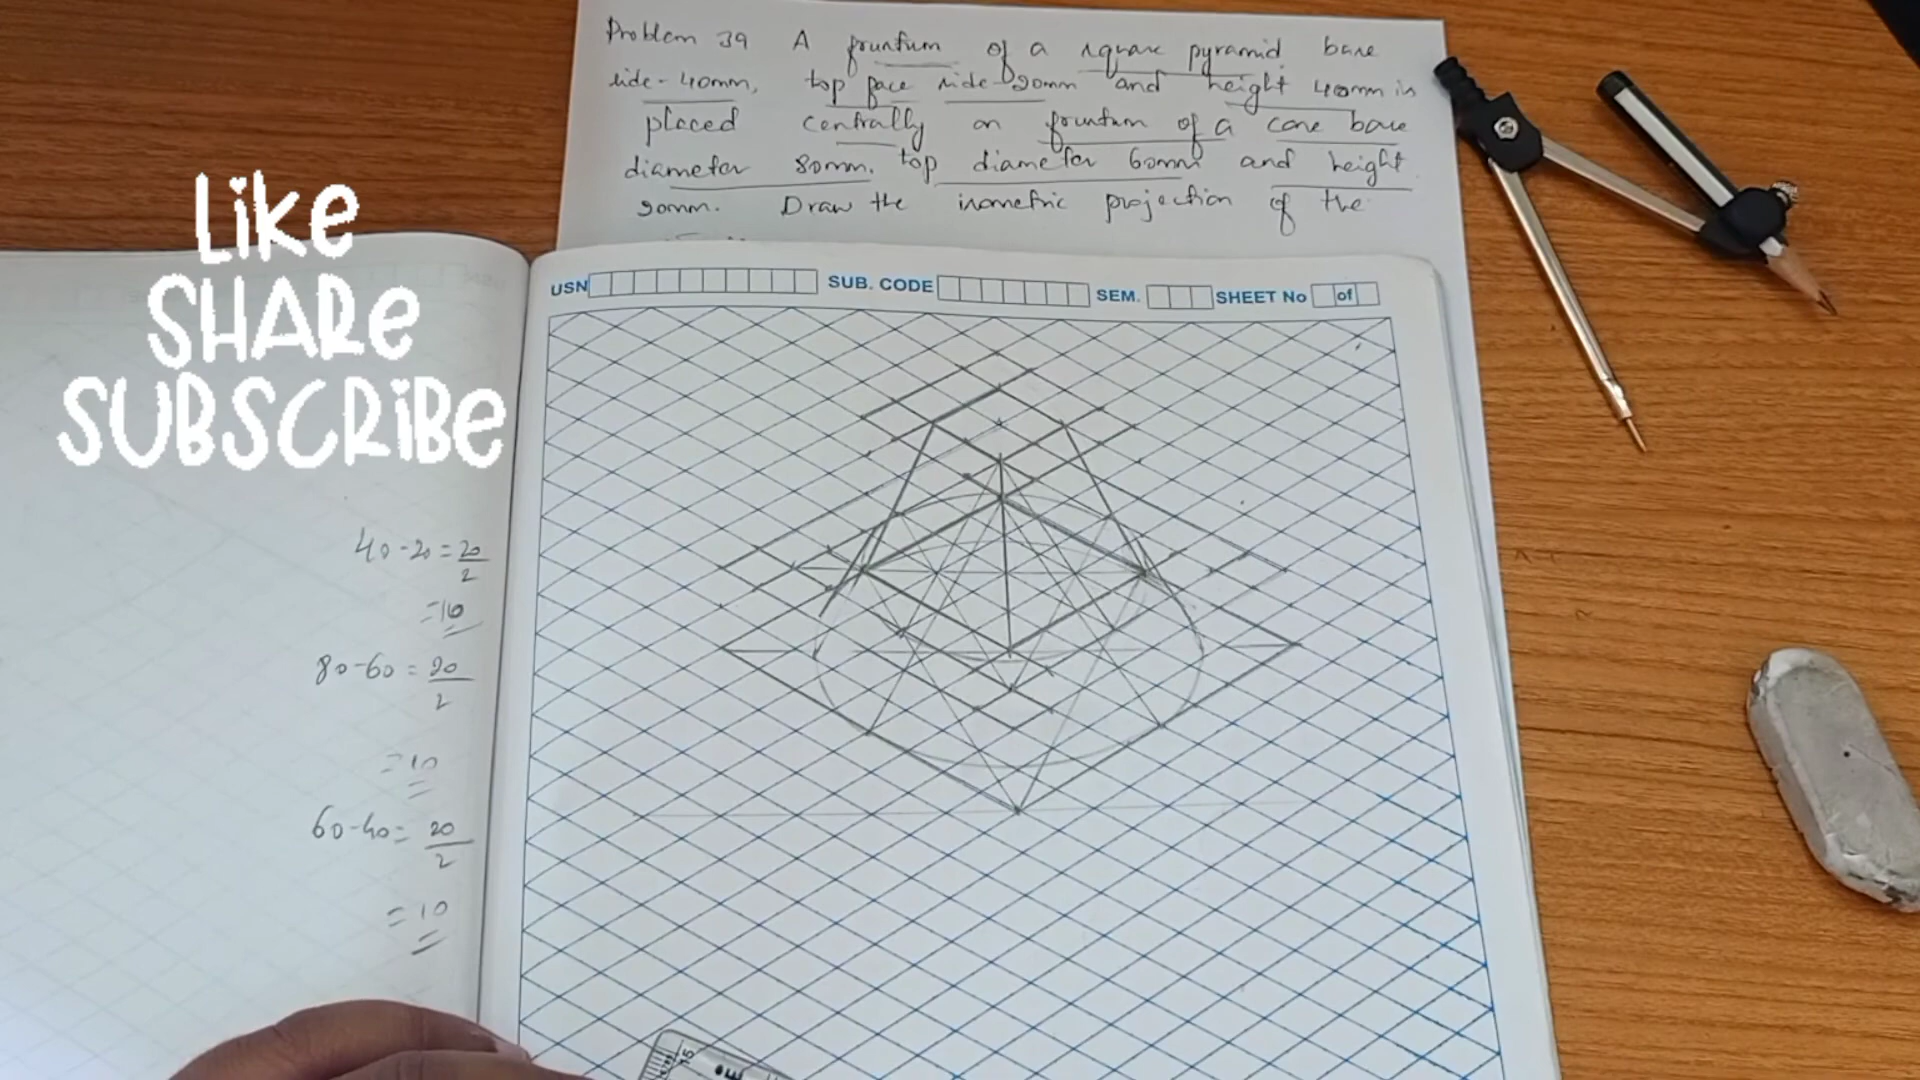 Problem 39 A fruntum of a square pyramid base
side-40mm, top face side-20mm and height 40mm is
placed centrally on fruntum of a cone base
diameter 80mm. top diameter 60mm and height
20mm. Draw the isometric projection of the
LIKE
SHARE
SUBSCRIBE
USN SUB. CODE SEM. SHEET No of
40-20=20
2
=10
80-60=20
2
=10
60-40=20
2
=10
15